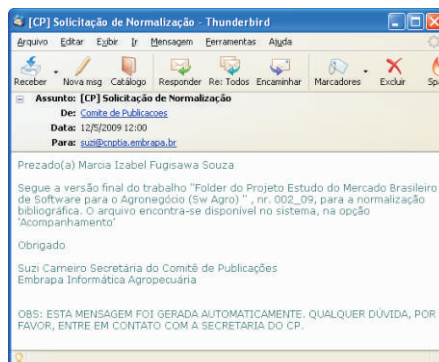 [CP] Solicitação de Normalização - Thunderbird
Arquivo Editar Exibir Ir Mensagem Ferramentas Ajuda
Receber Nova msg Catálogo Responder Re: Todos Encaminhar Marcadores Excluir Spa
Assunto: [CP] Solicitação de Normalização
De: Comite de Publicacoes
Data: 12/5/2009 12:00
Para: suzi@cnptia.embrapa.br
Prezado(a) Marcia Izabel Fugisawa Souza
Segue a versão final do trabalho "Folder do Projeto Estudo do Mercado Brasileiro
de Software para o Agronegócio (Sw Agro) " , nr. 002_09, para a normalização
bibliográfica. O arquivo encontra-se disponível no sistema, na opção
'Acompanhamento'
Obrigado
Suzi Carneiro Secretária do Comitê de Publicações
Embrapa Informática Agropecuária
OBS: ESTA MENSAGEM FOI GERADA AUTOMATICAMENTE. QUALQUER DÚVIDA, POR
FAVOR, ENTRE EM CONTATO COM A SECRETARIA DO CP.